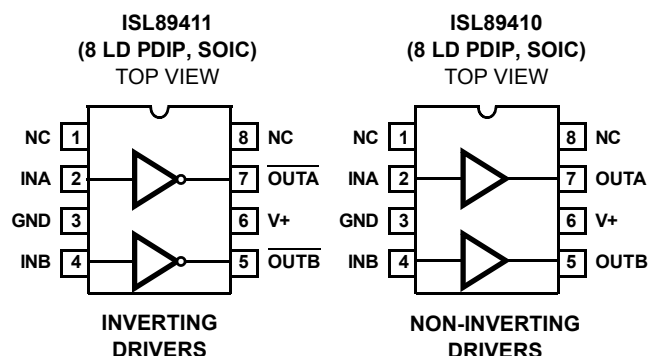 ISL89411
(8 LD PDIP, SOIC)
TOP VIEW
NC 1 8 NC
INA 2 7 OUTA
GND 3 6 V+
INB 4 5 OUTB
INVERTING
DRIVERS
ISL89410
(8 LD PDIP, SOIC)
TOP VIEW
NC 1 8 NC
INA 2 7 OUTA
GND 3 6 V+
INB 4 5 OUTB
NON-INVERTING
DRIVERS